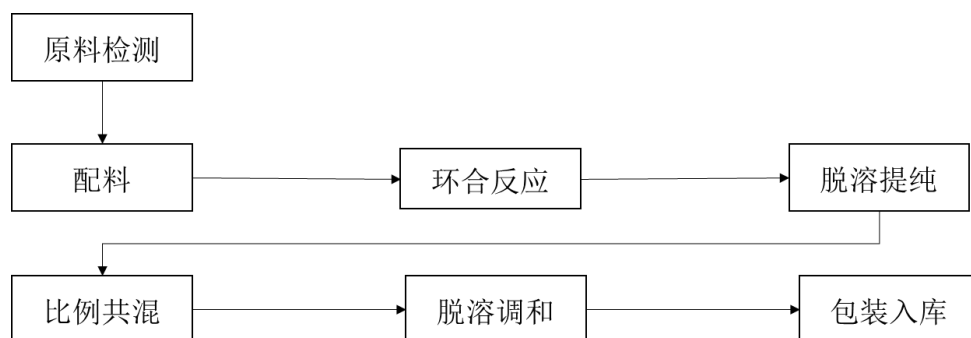 原料检测
配料
环合反应
脱溶提纯
比例共混
脱溶调和
包装入库